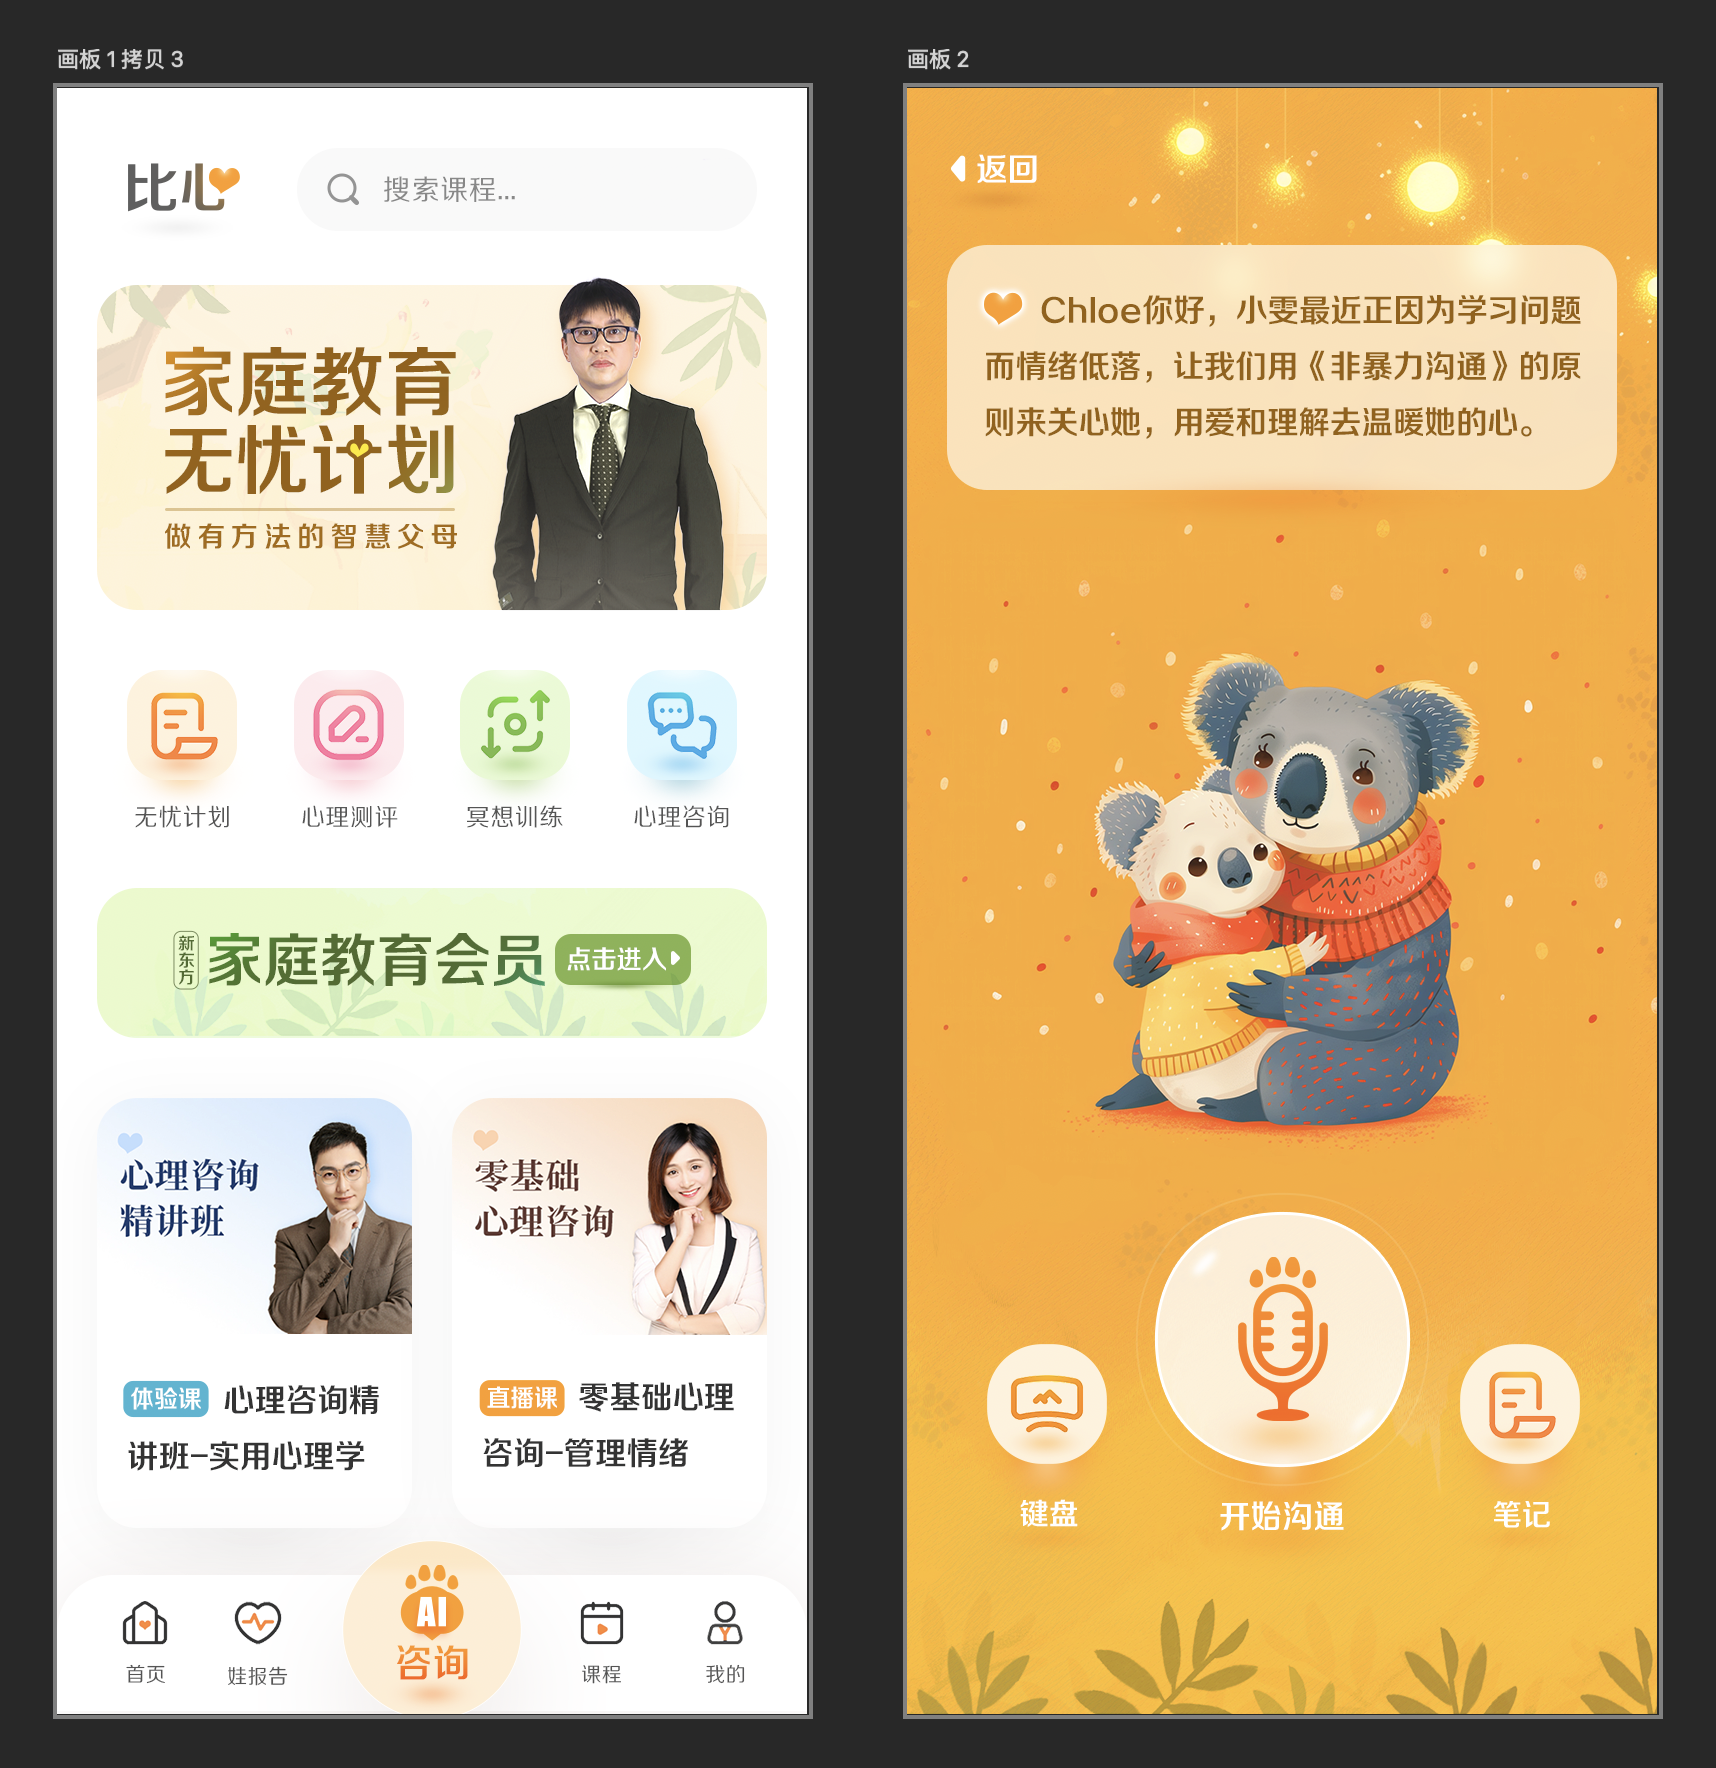 画板 1 拷贝 3
比心
搜索课程...
家庭教育
无忧计划
做有方法的智慧父母
无忧计划
心理测评
冥想训练
心理咨询
新东方
家庭教育会员
点击进入
心理咨询
精讲班
体验课 心理咨询精
讲班-实用心理学
零基础
心理咨询
直播课 零基础心理
咨询-管理情绪
首页
娃报告
AI
咨询
课程
我的
画板 2
返回
Chloe你好，小雯最近正因为学习问题
而情绪低落，让我们用《非暴力沟通》的原
则来关心她，用爱和理解去温暖她的心。
键盘
开始沟通
笔记